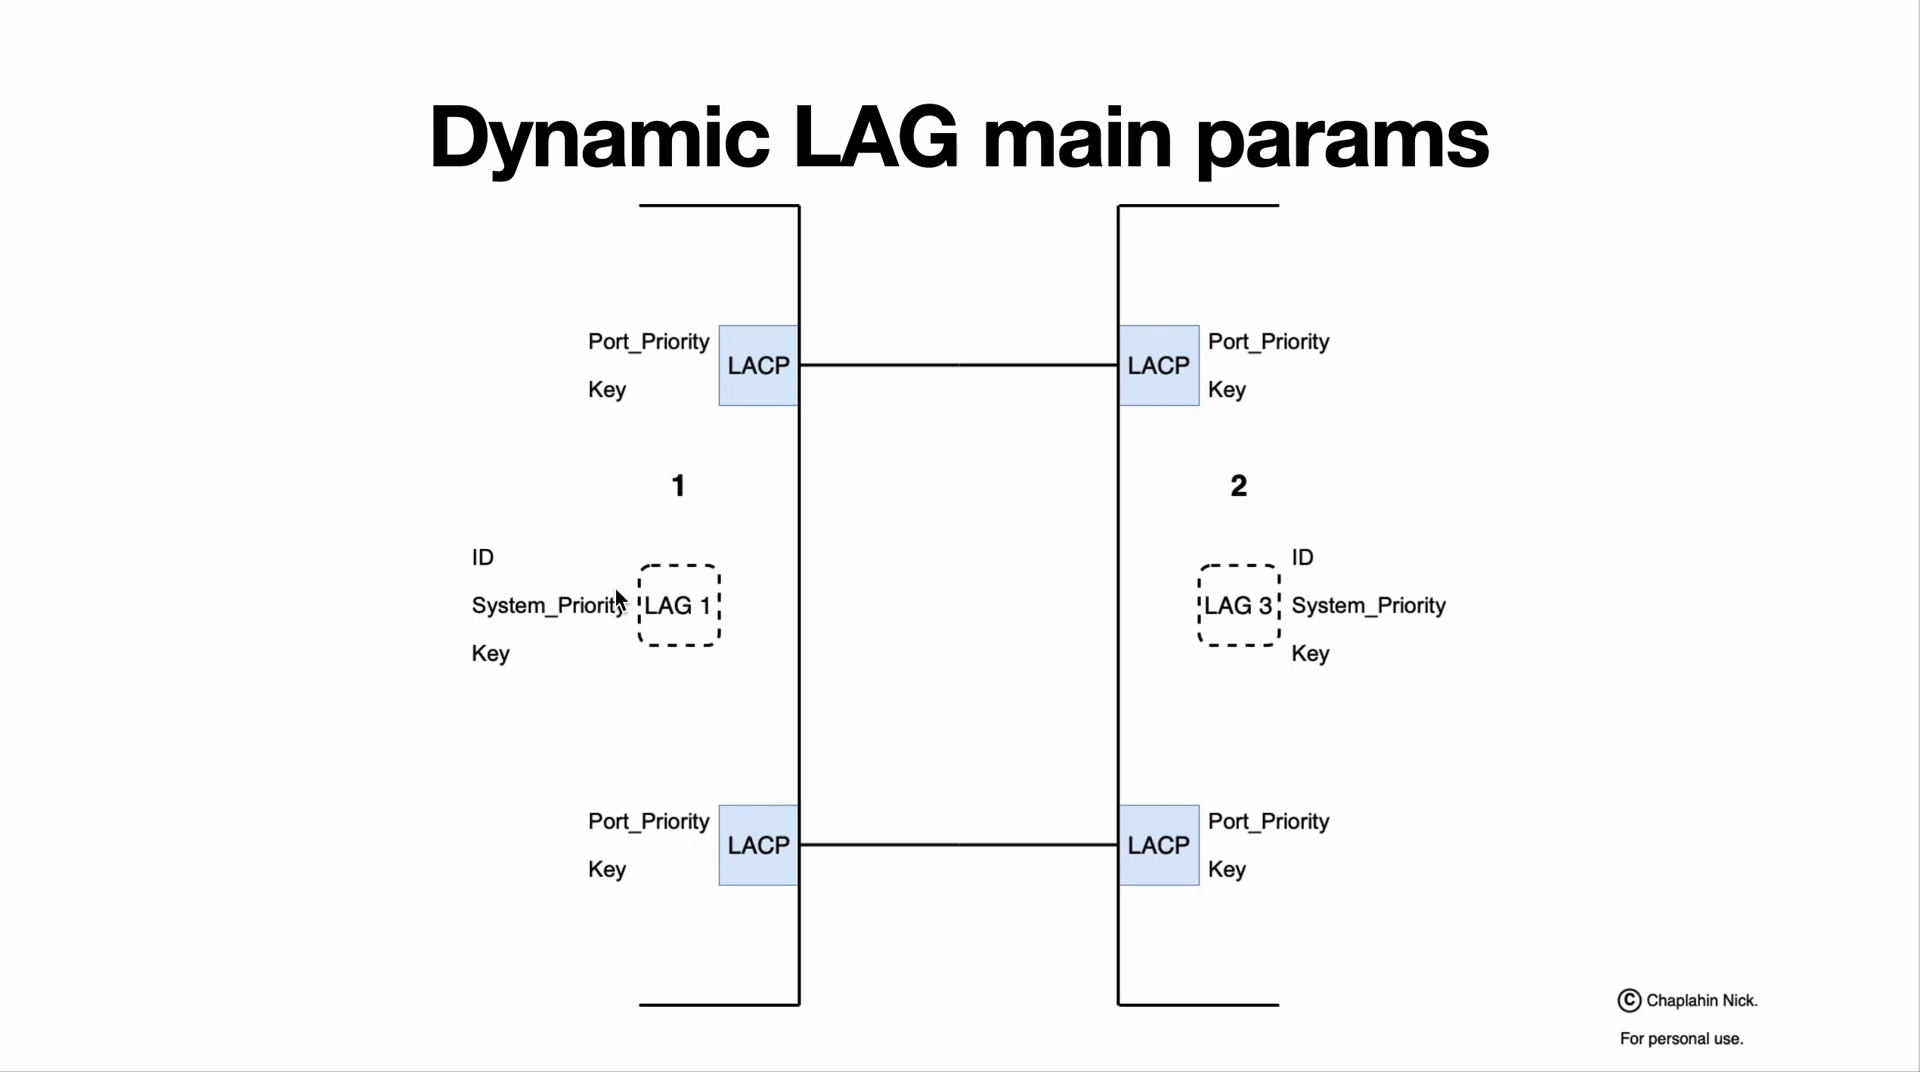 Dynamic LAG main params
Port_Priority
LACP
Key
LACP
Port_Priority
Key
1
2
ID
System_Priority
Key
LAG 1
LAG 3
ID
System_Priority
Key
Port_Priority
LACP
Key
LACP
Port_Priority
Key
© Chaplahin Nick.
For personal use.